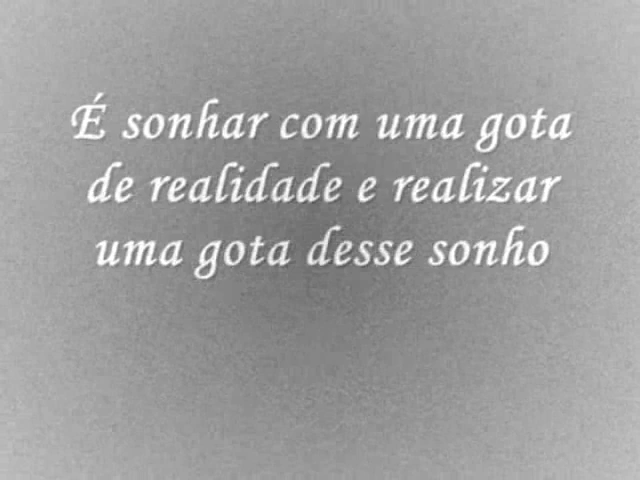 É sonhar com uma gota
de realidade e realizar
uma gota desse sonho